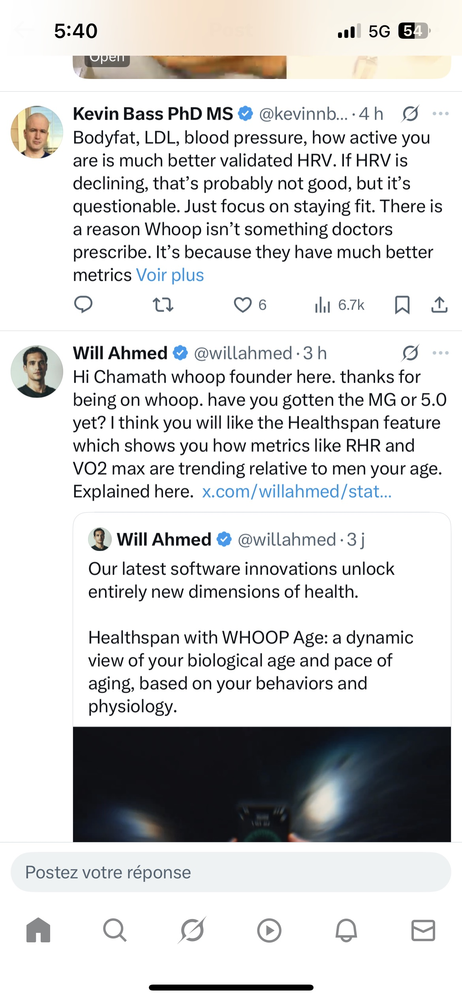 5:40
5G
54
Post
Open
Kevin Bass PhD MS @kevinnb... · 4 h
Bodyfat, LDL, blood pressure, how active you
are is much better validated HRV. If HRV is
declining, that’s probably not good, but it’s
questionable. Just focus on staying fit. There is
a reason Whoop isn’t something doctors
prescribe. It’s because they have much better
metrics Voir plus
6
6.7k
Will Ahmed @willahmed · 3 h
Hi Chamath whoop founder here. thanks for
being on whoop. have you gotten the MG or 5.0
yet? I think you will like the Healthspan feature
which shows you how metrics like RHR and
VO2 max are trending relative to men your age.
Explained here. x.com/willahmed/stat...
Will Ahmed @willahmed · 3 j
Our latest software innovations unlock
entirely new dimensions of health.
Healthspan with WHOOP Age: a dynamic
view of your biological age and pace of
aging, based on your behaviors and
physiology.
Postez votre réponse